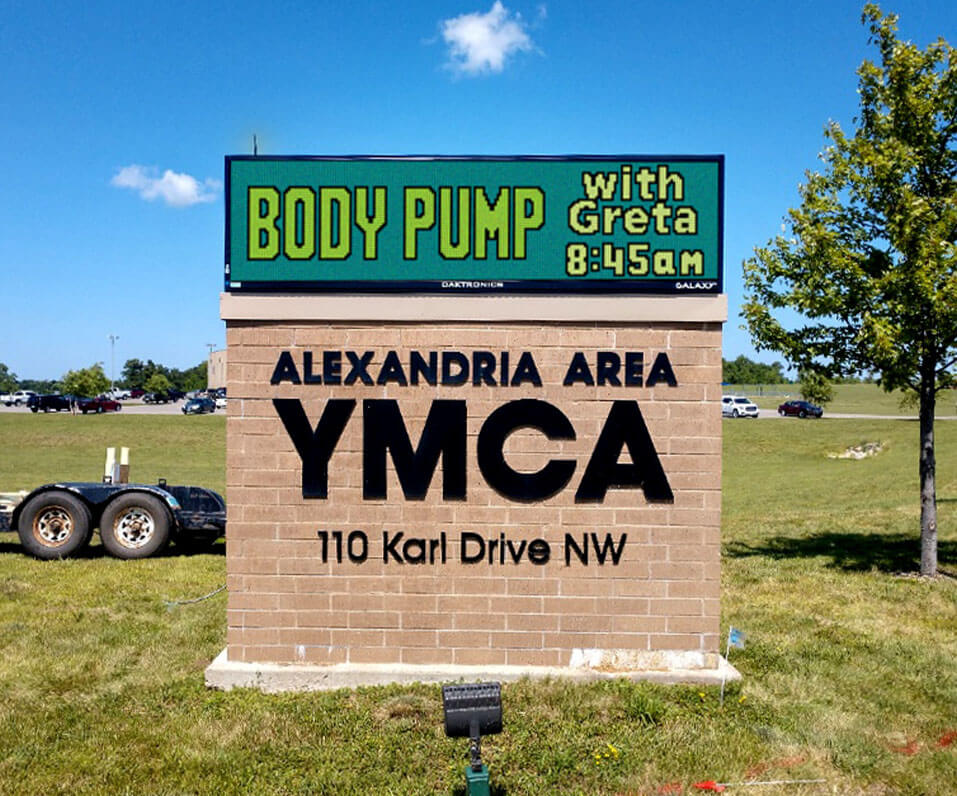 BODY PUMP
with
Greta
8:45am
DAKTRONICS GALAXY
ALEXANDRIA AREA
YMCA
110 Karl Drive NW